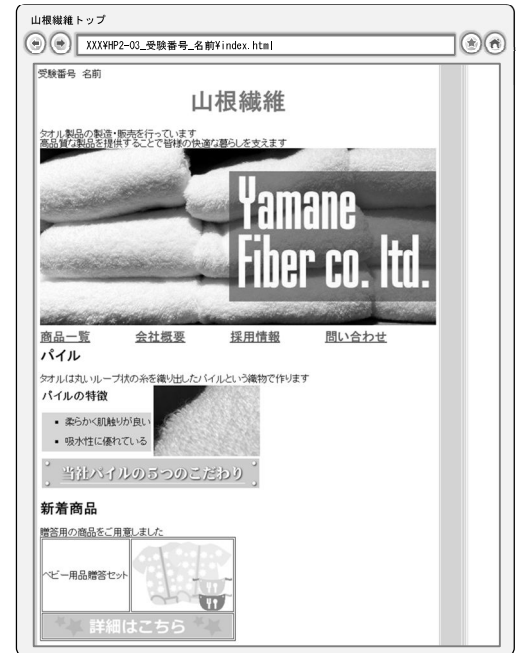 山根繊維トップ
XXX¥HP2-03_受験番号_名前¥index.html
受験番号 名前
山根繊維
タオル製品の製造・販売を行っています
高品質な製品を提供することで皆様の快適な暮らしを支えます
Yamane
Fiber co. ltd.
商品一覧 会社概要 採用情報 問い合わせ
パイル
タオルは丸いループ状の糸を織り出したパイルという織物で作ります
パイルの特徴
▪ 柔らかく肌触りが良い
▪ 吸水性に優れている
当社パイルの5つのこだわり
新着商品
贈答用の商品をご用意しました
ベビー用品贈答セット
詳細はこちら